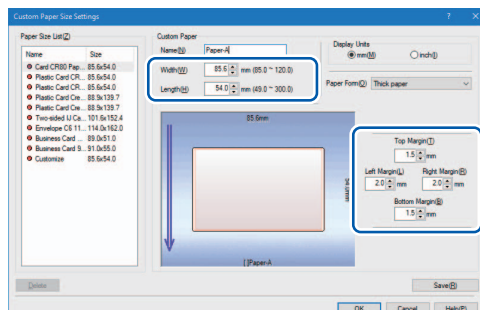 Custom Paper Size Settings
Paper Size List(Z)
Name Size
Card CR80 Pap... 85.6x54.0
Plastic Card CR... 85.6x54.0
Plastic Card CR... 85.6x54.0
Plastic Card Cre... 88.9x139.7
Plastic Card Cre... 88.9x139.7
Two-sided IJ Ca... 101.6x152.4
Envelope C6 11... 114.0x162.0
Business Card ... 89.0x51.0
Business Card 9... 91.0x55.0
Customize 85.6x54.0
Delete
Custom Paper
Name(N) Paper-A
Width(W) 85.6 mm (85.0 ~ 120.0)
Length(H) 54.0 mm (49.0 ~ 300.0)
85.6mm
54.0mm
[ ]Paper-A
Display Units
mm(M) inch(I)
Paper Form(O) Thick paper
Top Margin(T)
1.5 mm
Left Margin(L) Right Margin(R)
2.0 mm 2.0 mm
Bottom Margin(B)
1.5 mm
Save(R)
OK Cancel Help(P)